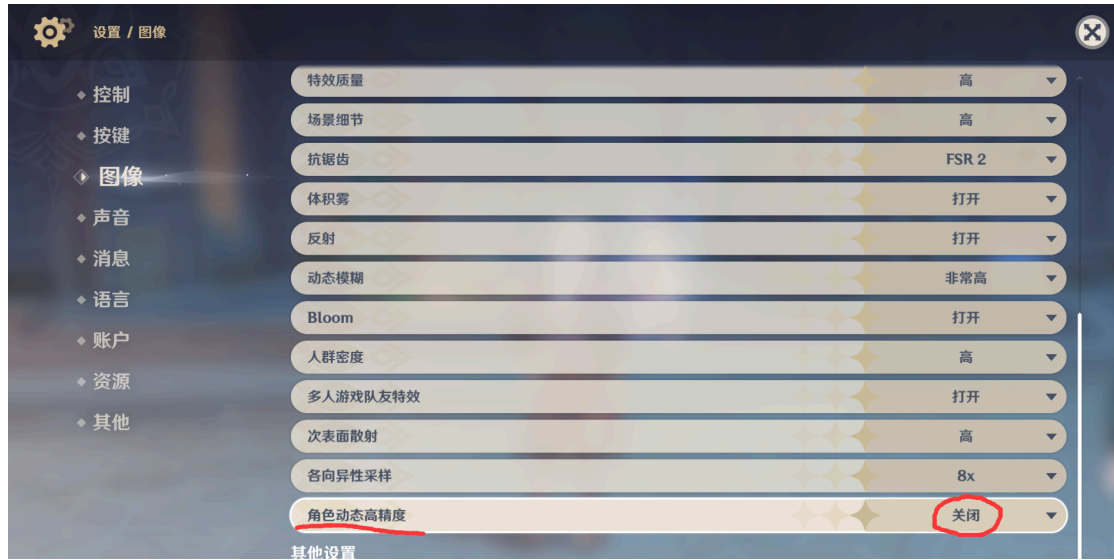 设置 / 图像
控制
按键
图像
声音
消息
语言
账户
资源
其他
特效质量 高
场景细节 高
抗锯齿 FSR 2
体积雾 打开
反射 打开
动态模糊 非常高
Bloom 打开
人群密度 高
多人游戏队友特效 打开
次表面散射 高
各向异性采样 8x
角色动态高精度 关闭
其他设置